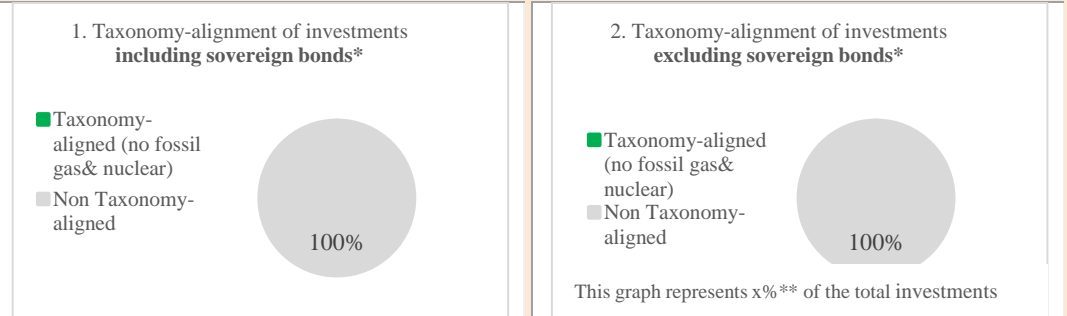 1. Taxonomy-alignment of investments
including sovereign bonds*
Taxonomy-
aligned (no fossil
gas& nuclear)
Non Taxonomy-
aligned
100%
2. Taxonomy-alignment of investments
excluding sovereign bonds*
Taxonomy-aligned
(no fossil gas&
nuclear)
Non Taxonomy-
aligned
100%
This graph represents x%** of the total investments